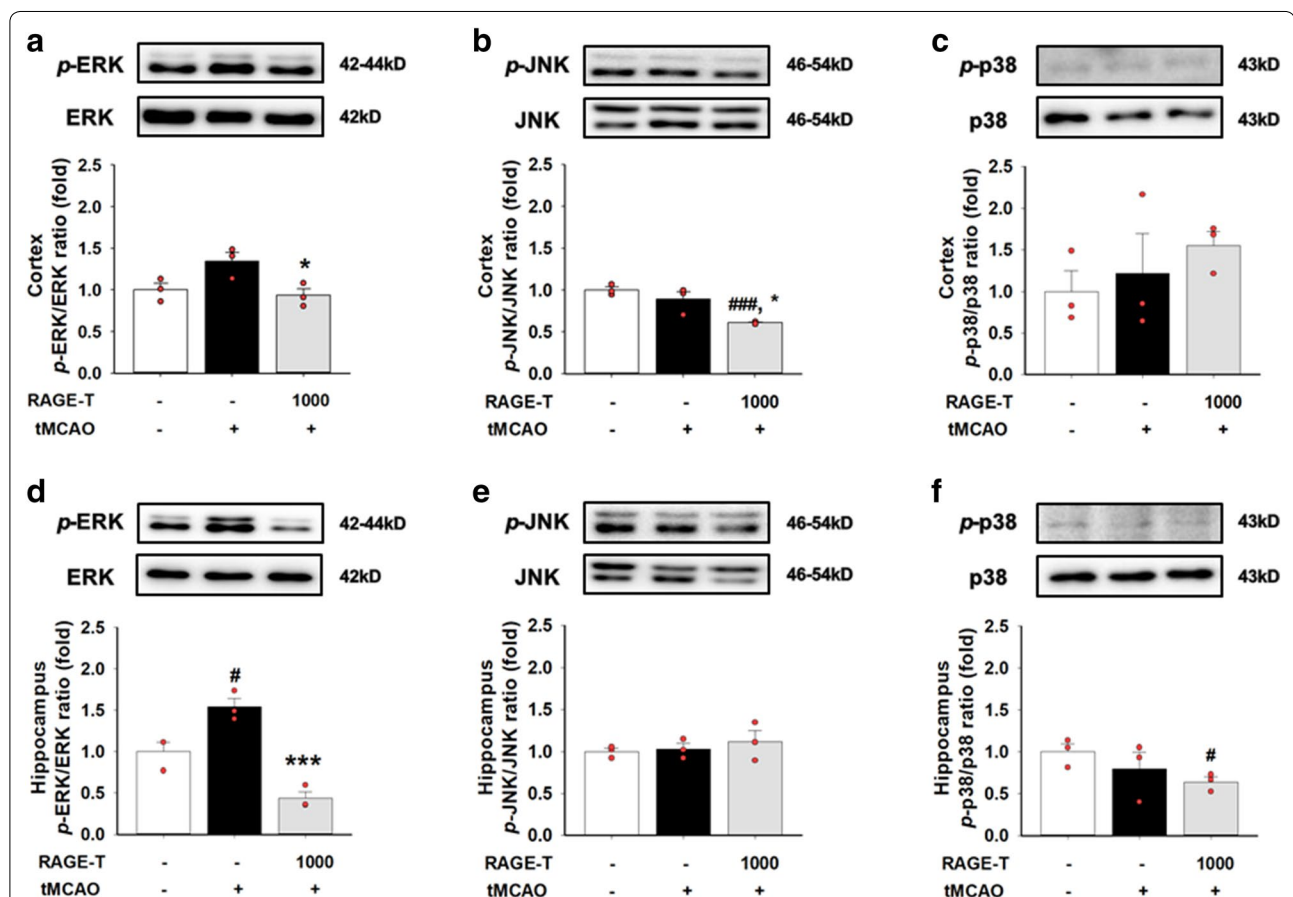 a
p-ERK 42-44kD
ERK 42kD
Cortex
p-ERK/ERK ratio (fold)
2.5
2.0
1.5
1.0
0.5
0.0
*
RAGE-T - - 1000
tMCAO - + +
b
p-JNK 46-54kD
JNK 46-54kD
Cortex
p-JNK/JNK ratio (fold)
2.5
2.0
1.5
1.0
0.5
0.0
###, *
RAGE-T - - 1000
tMCAO - + +
c
p-p38 43kD
p38 43kD
Cortex
p-p38/p38 ratio (fold)
2.5
2.0
1.5
1.0
0.5
0.0
RAGE-T - - 1000
tMCAO - + +
d
p-ERK 42-44kD
ERK 42kD
Hippocampus
p-ERK/ERK ratio (fold)
2.5
2.0
1.5
1.0
0.5
0.0
#
***
RAGE-T - - 1000
tMCAO - + +
e
p-JNK 46-54kD
JNK 46-54kD
Hippocampus
p-JNK/JNK ratio (fold)
2.5
2.0
1.5
1.0
0.5
0.0
RAGE-T - - 1000
tMCAO - + +
f
p-p38 43kD
p38 43kD
Hippocampus
p-p38/p38 ratio (fold)
2.5
2.0
1.5
1.0
0.5
0.0
#
RAGE-T - - 1000
tMCAO - + +